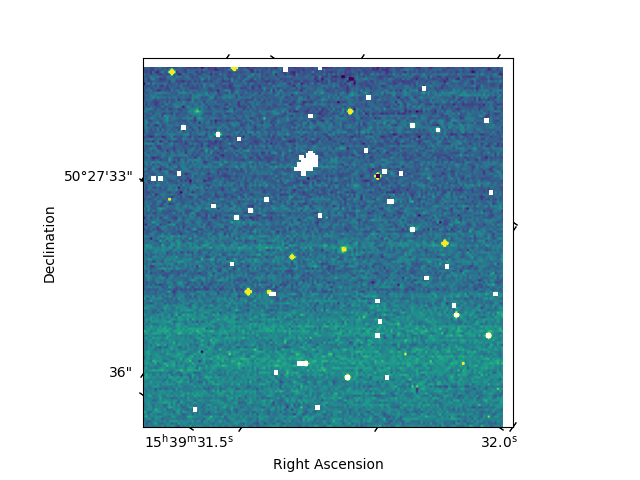 50°27'33"
Declination
36"
15ʰ39ᵐ31.5ˢ
32.0ˢ
Right Ascension